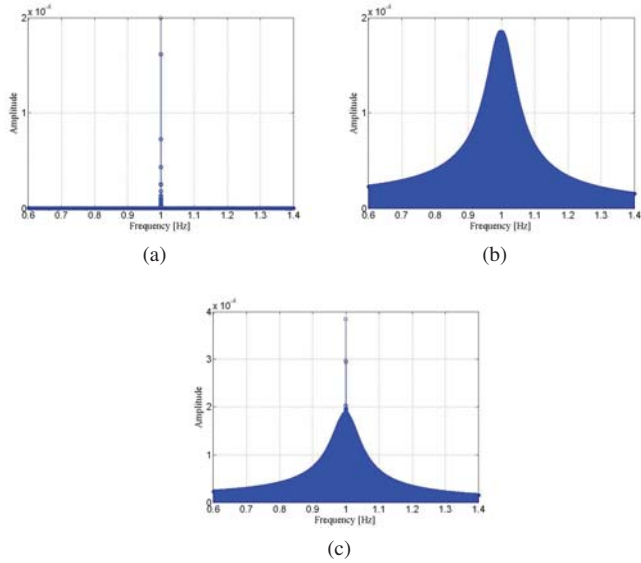 2 x 10⁻⁴
1
0
Amplitude
0.6 0.7 0.8 0.9 1 1.1 1.2 1.3 1.4
Frequency [Hz]
(a)
2 x 10⁻⁴
1
0
Amplitude
0.6 0.7 0.8 0.9 1 1.1 1.2 1.3 1.4
Frequency [Hz]
(b)
4 x 10⁻⁴
3
2
1
0
Amplitude
0.6 0.7 0.8 0.9 1 1.1 1.2 1.3 1.4
Frequency [Hz]
(c)